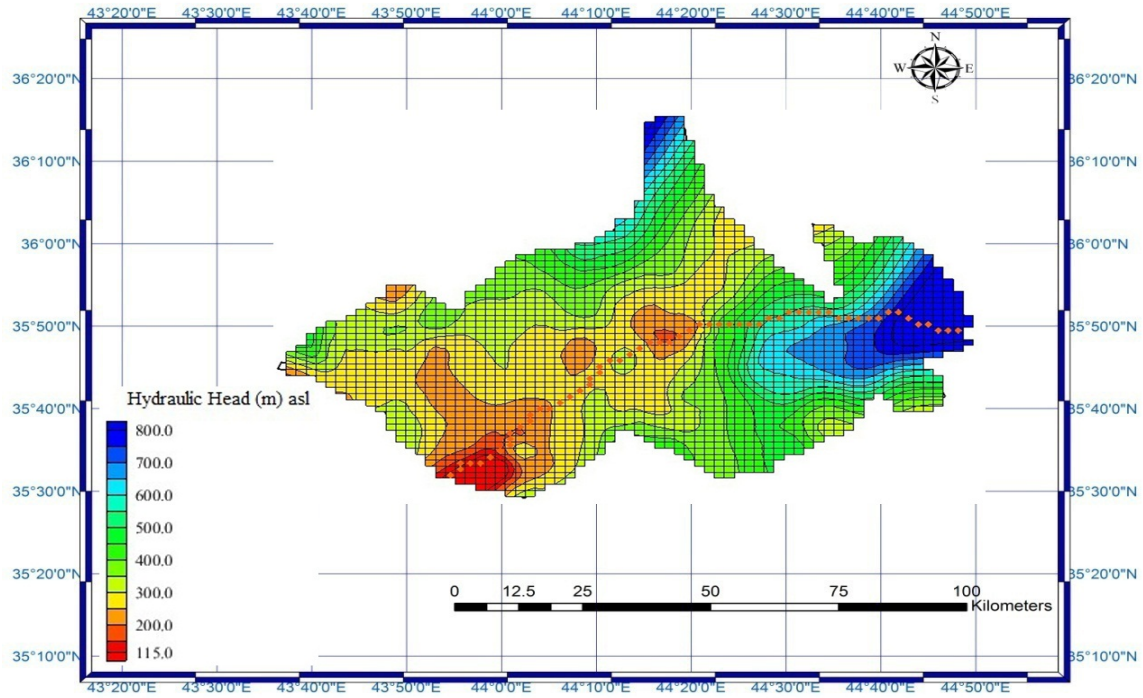 43°20'0"E 43°30'0"E 43°40'0"E 43°50'0"E 44°0'0"E 44°10'0"E 44°20'0"E 44°30'0"E 44°40'0"E 44°50'0"E
N
W E
S
36°20'0"N 36°20'0"N
36°10'0"N 36°10'0"N
36°0'0"N 36°0'0"N
35°50'0"N 35°50'0"N
35°40'0"N 35°40'0"N
35°30'0"N 35°30'0"N
35°20'0"N 35°20'0"N
35°10'0"N 35°10'0"N
Hydraulic Head (m) asl
800.0
700.0
600.0
500.0
400.0
300.0
200.0
115.0
0 12.5 25 50 75 100
Kilometers
43°20'0"E 43°30'0"E 43°40'0"E 43°50'0"E 44°0'0"E 44°10'0"E 44°20'0"E 44°30'0"E 44°40'0"E 44°50'0"E